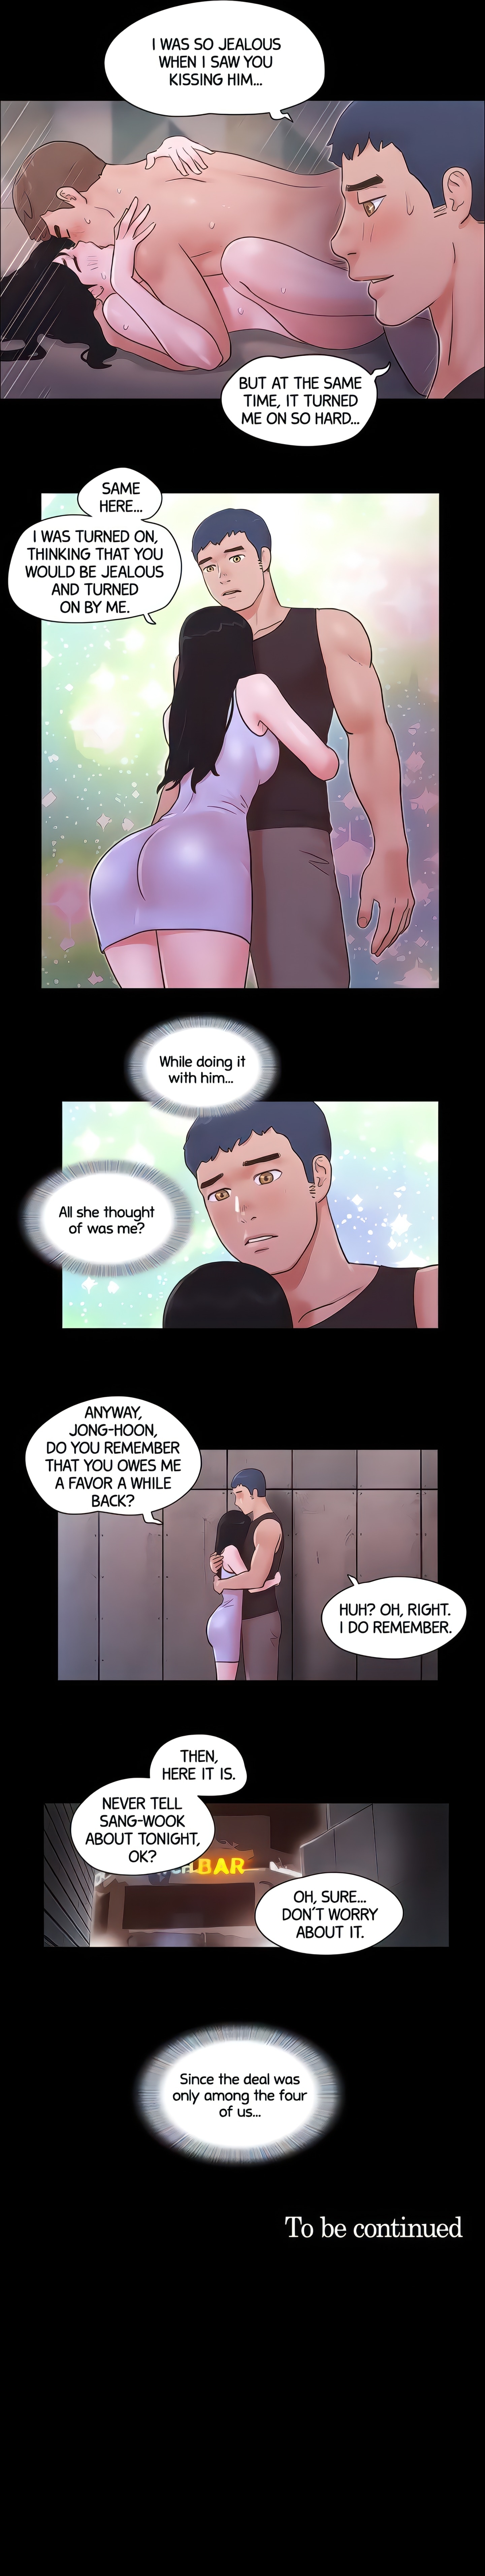 I WAS SO JEALOUS
WHEN I SAW YOU
KISSING HIM...
BUT AT THE SAME
TIME, IT TURNED
ME ON SO HARD...
SAME
HERE...
I WAS TURNED ON,
THINKING THAT YOU
WOULD BE JEALOUS
AND TURNED
ON BY ME.
While doing it
with him...
All she thought
of was me?
ANYWAY,
JONG-HOON,
DO YOU REMEMBER
THAT YOU OWES ME
A FAVOR A WHILE
BACK?
HUH? OH, RIGHT.
I DO REMEMBER.
THEN,
HERE IT IS.
NEVER TELL
SANG-WOOK
ABOUT TONIGHT,
OK?
BAR
OH, SURE...
DON'T WORRY
ABOUT IT.
Since the deal was
only among the four
of us...
To be continued